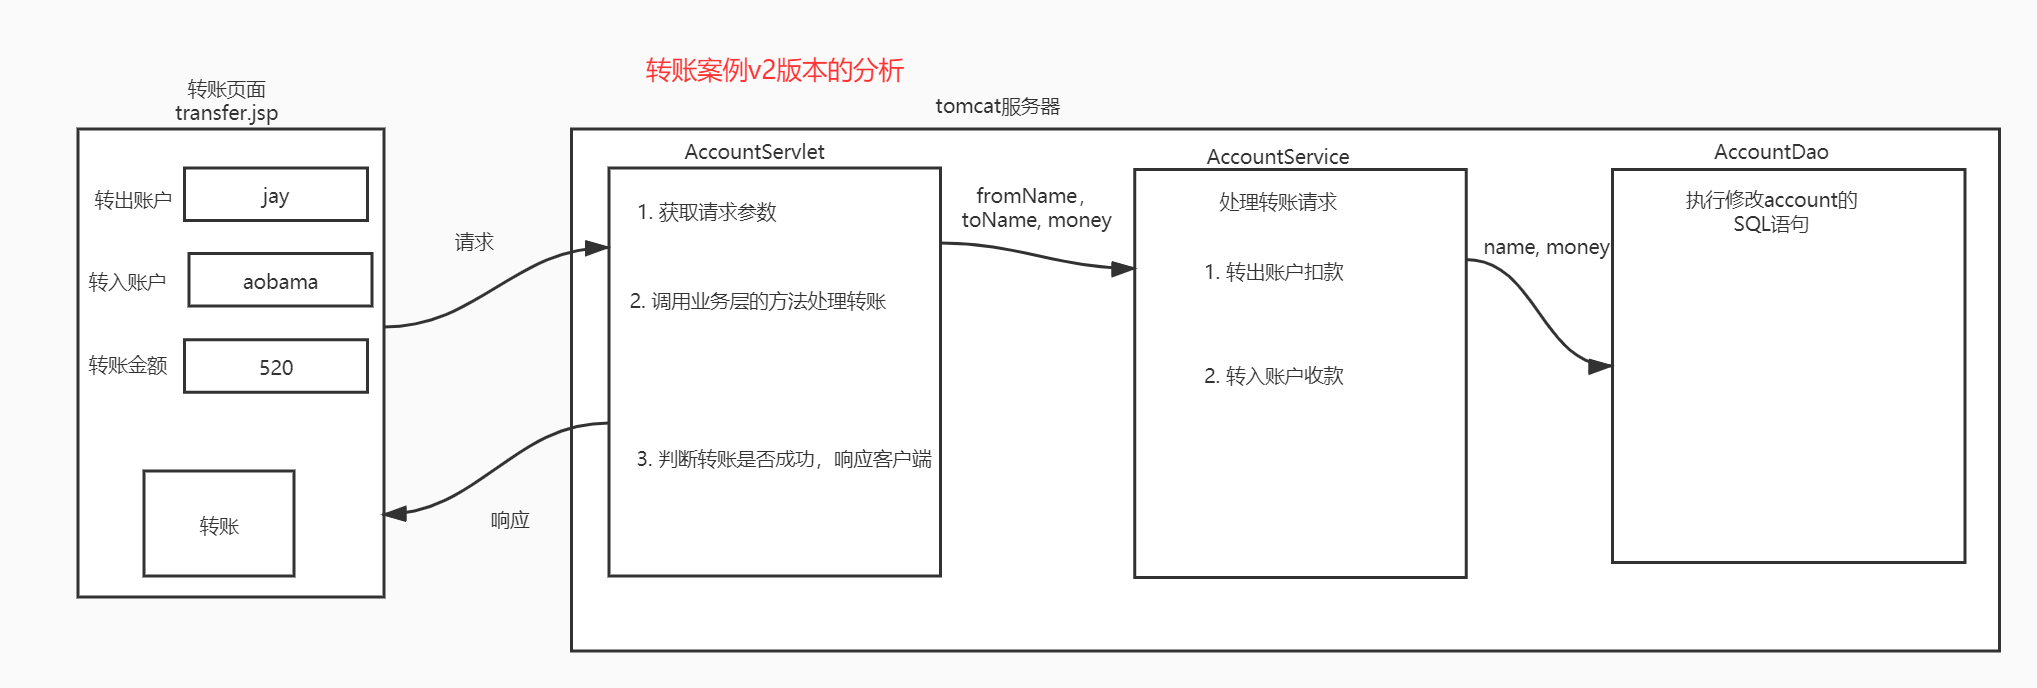 转账案例v2版本的分析
转账页面
transfer.jsp
转出账户
jay
转入账户
aobama
转账金额
520
转账
请求
响应
tomcat服务器
AccountServlet
1. 获取请求参数
2. 调用业务层的方法处理转账
3. 判断转账是否成功，响应客户端
fromName，
toName, money
AccountService
处理转账请求
1. 转出账户扣款
2. 转入账户收款
name, money
AccountDao
执行修改account的
SQL语句